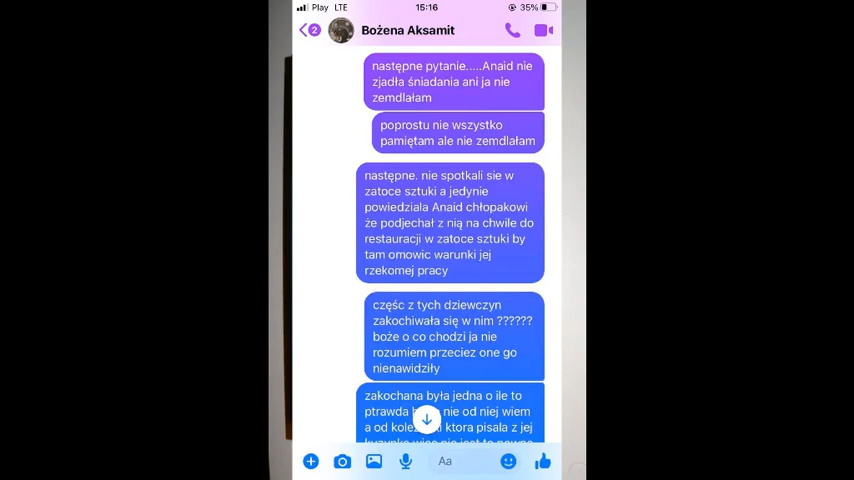 Play LTE
15:16
35%
2
Bożena Aksamit
następne pytanie.....Anaid nie
zjadła śniadania ani ja nie
zemdlałam
poprostu nie wszystko
pamiętam ale nie zemdlałam
następne. nie spotkali sie w
zatoce sztuki a jedynie
powiedziala Anaid chłopakowi
że podjechał z nią na chwile do
restauracji w zatoce sztuki by
tam omowic warunki jej
rzekomej pracy
częśc z tych dziewczyn
zakochiwała się w nim ??????
boże o co chodzi ja nie
rozumiem przeciez one go
nienawidziły
zakochana była jedna o ile to
ptrawda nie od niej wiem
a od ktora pisala z jej
Aa